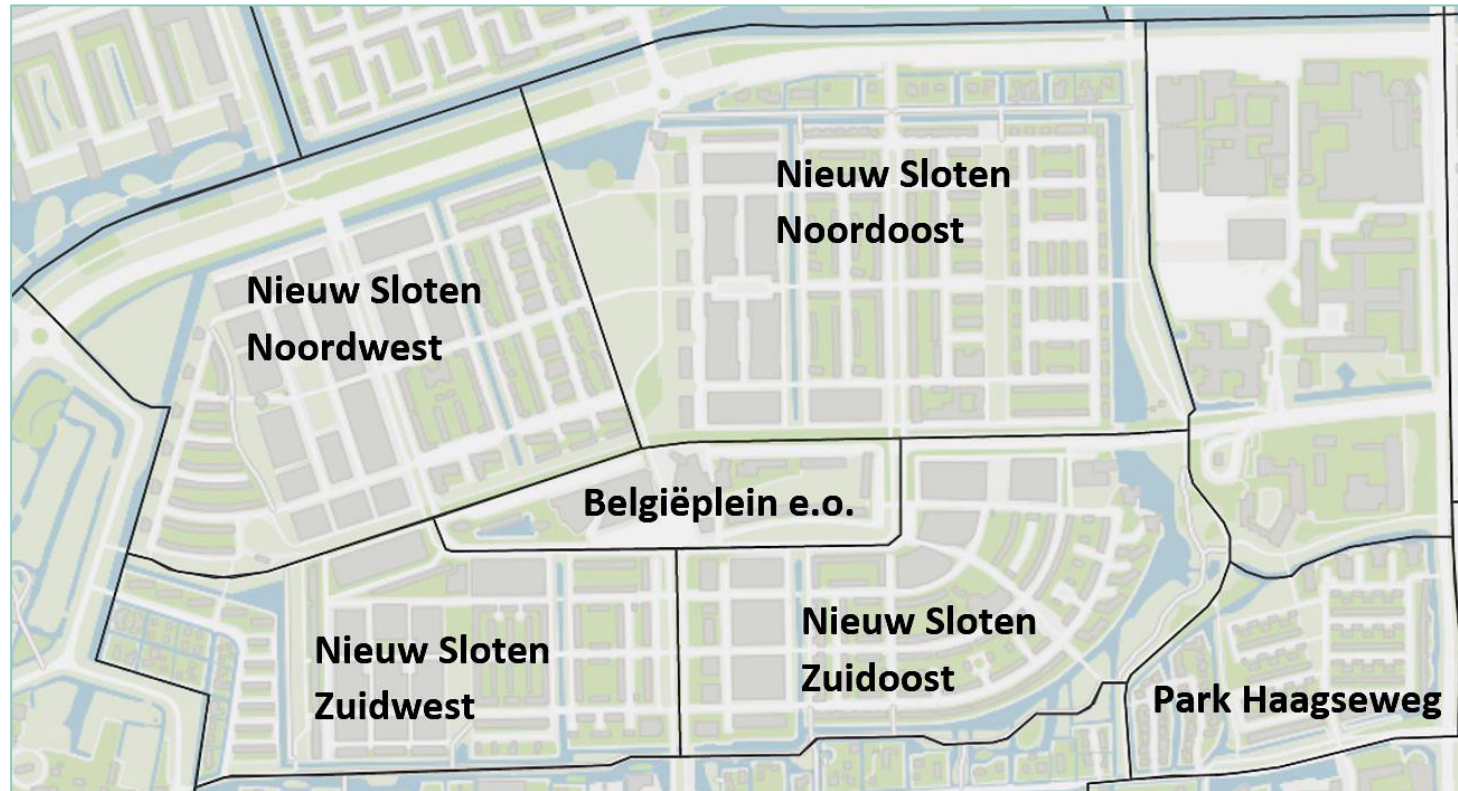 Nieuw Sloten
Noordoost
Nieuw Sloten
Noordwest
Belgiëplein e.o.
Nieuw Sloten
Zuidoost
Nieuw Sloten
Zuidwest
Park Haagseweg